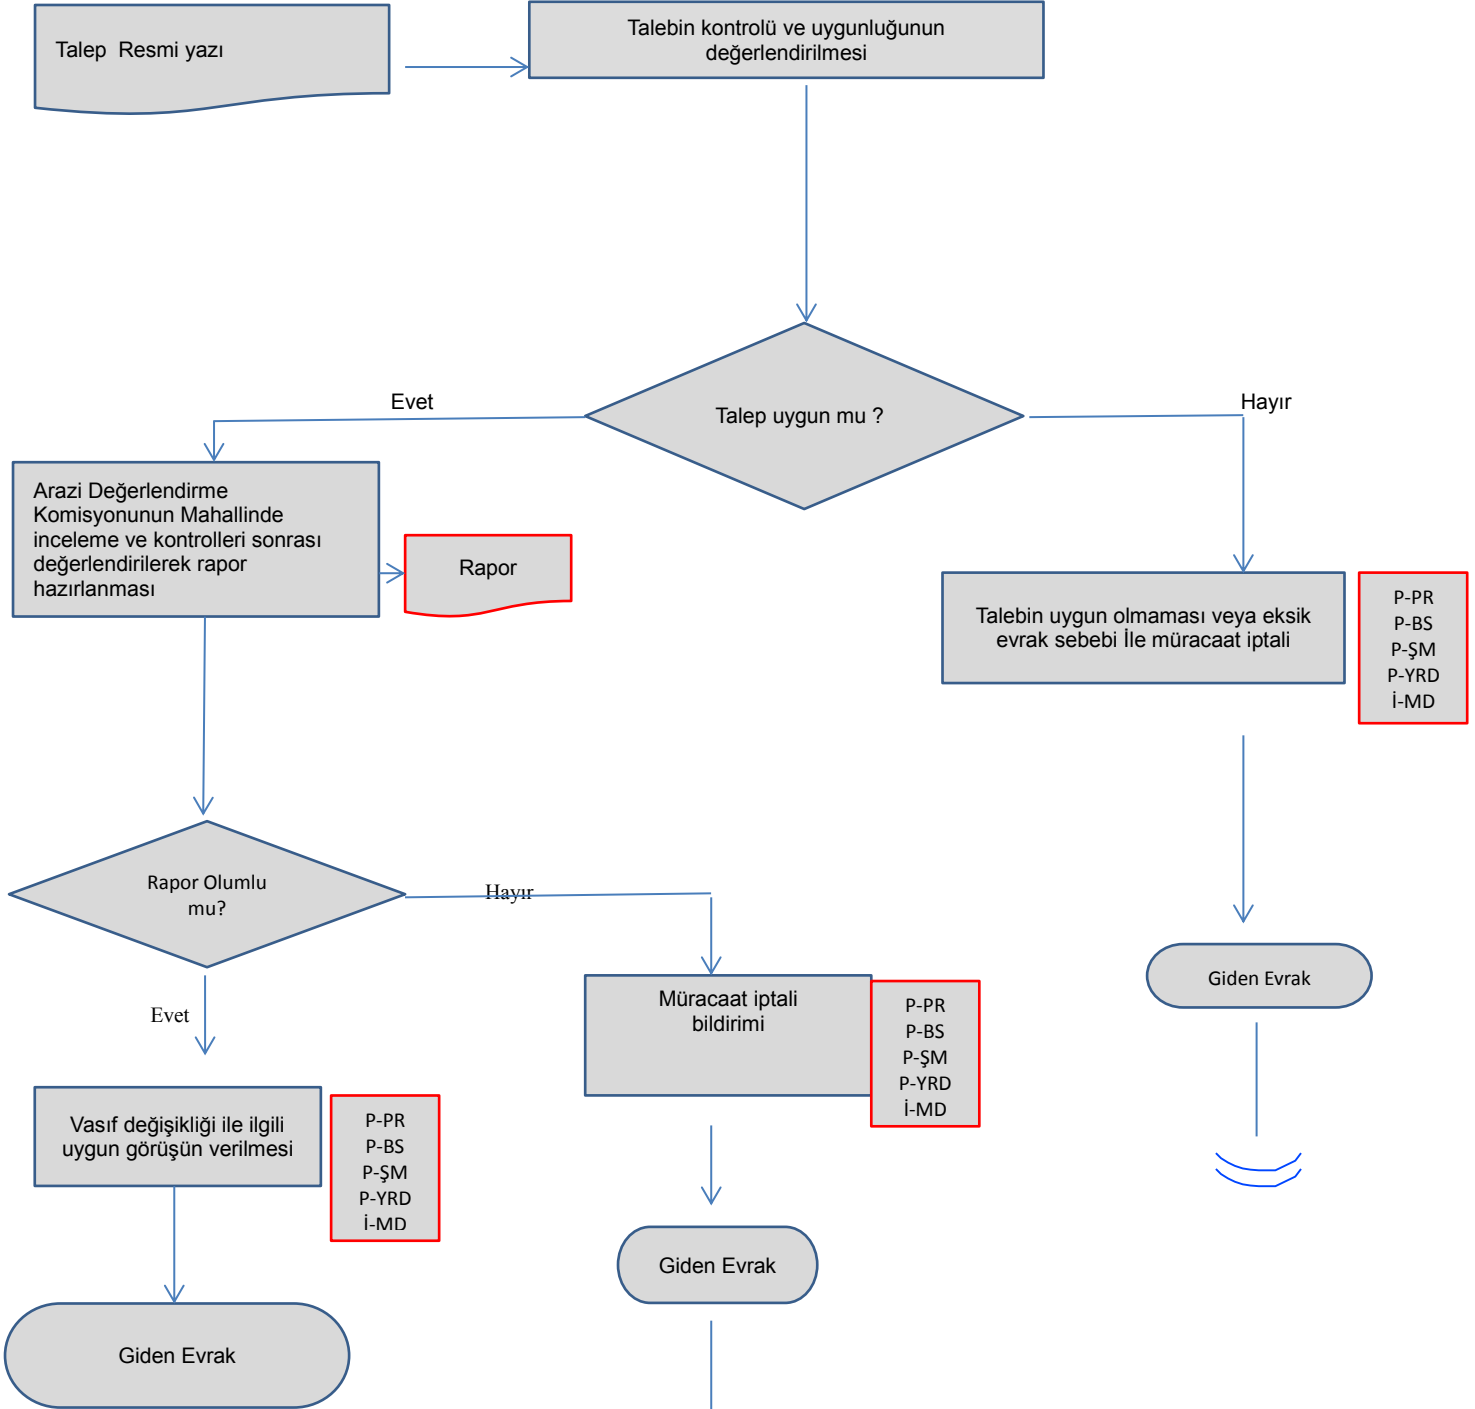 Talep  Resmi yazı
Talebin kontrolü ve uygunluğunun
değerlendirilmesi
Evet
Talep uygun mu ?
Hayır
Arazi Değerlendirme
Komisyonunun Mahallinde
inceleme ve kontrolleri sonrası
değerlendirilerek rapor
hazırlanması
Rapor
Talebin uygun olmaması veya eksik
evrak sebebi İle müracaat iptali
P-PR
P-BS
P-ŞM
P-YRD
İ-MD
Rapor Olumlu
mu?
Hayır
Evet
Müracaat iptali
bildirimi
P-PR
P-BS
P-ŞM
P-YRD
İ-MD
Giden Evrak
Vasıf değişikliği ile ilgili
uygun görüşün verilmesi
P-PR
P-BS
P-ŞM
P-YRD
İ-MD
Giden Evrak
Giden Evrak